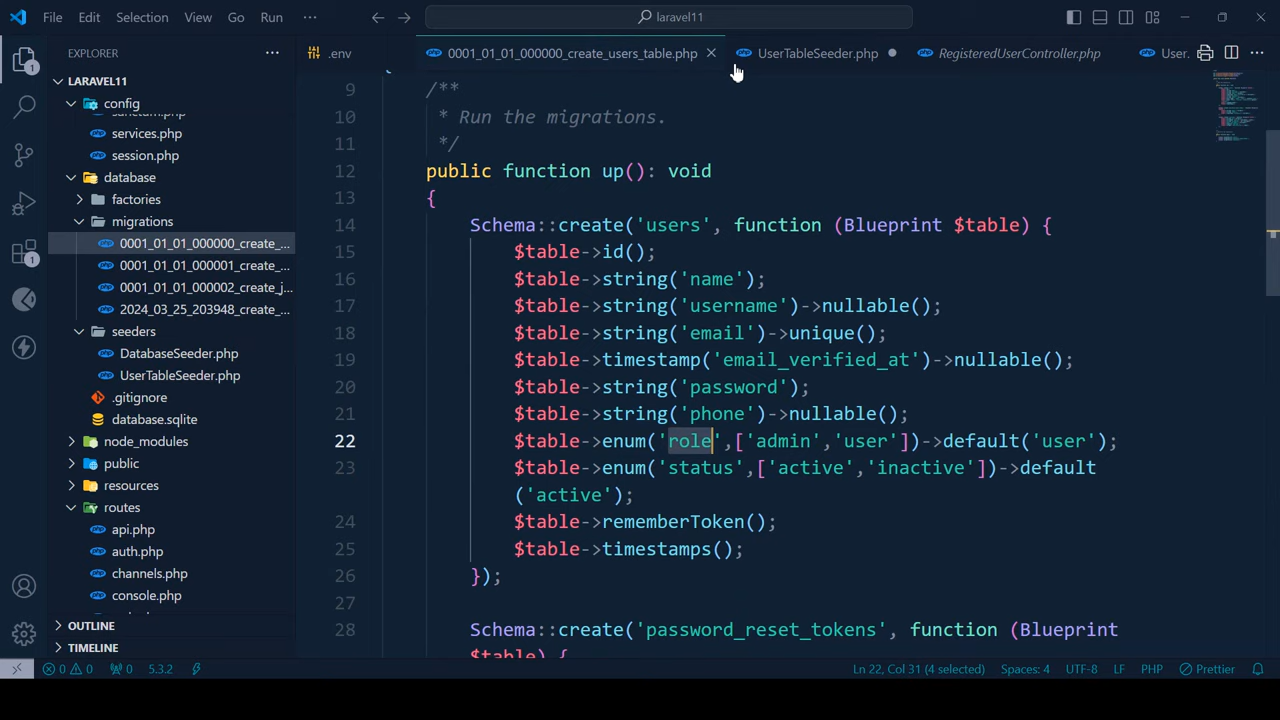 File Edit Selection View Go Run ··· laravel11
EXPLORER ···
.env 0001_01_01_000000_create_users_table.php UserTableSeeder.php RegisteredUserController.php User. ···
LARAVEL11
config
services.php
session.php
database
factories
migrations
0001_01_01_000000_create_...
0001_01_01_000001_create_...
0001_01_01_000002_create_j...
2024_03_25_203948_create_...
seeders
DatabaseSeeder.php
UserTableSeeder.php
.gitignore
database.sqlite
node_modules
public
resources
routes
api.php
auth.php
channels.php
console.php
OUTLINE
TIMELINE
9 /**
10 * Run the migrations.
11 */
12 public function up(): void
13 {
14 Schema::create('users', function (Blueprint $table) {
15 $table->id();
16 $table->string('name');
17 $table->string('username')->nullable();
18 $table->string('email')->unique();
19 $table->timestamp('email_verified_at')->nullable();
20 $table->string('password');
21 $table->string('phone')->nullable();
22 $table->enum('role',['admin','user'])->default('user');
23 $table->enum('status',['active','inactive'])->default
('active');
24 $table->rememberToken();
25 $table->timestamps();
26 });
27
28 Schema::create('password_reset_tokens', function (Blueprint
$table) {
0 0 0 5.3.2 Ln 22, Col 31 (4 selected) Spaces: 4 UTF-8 LF PHP Prettier